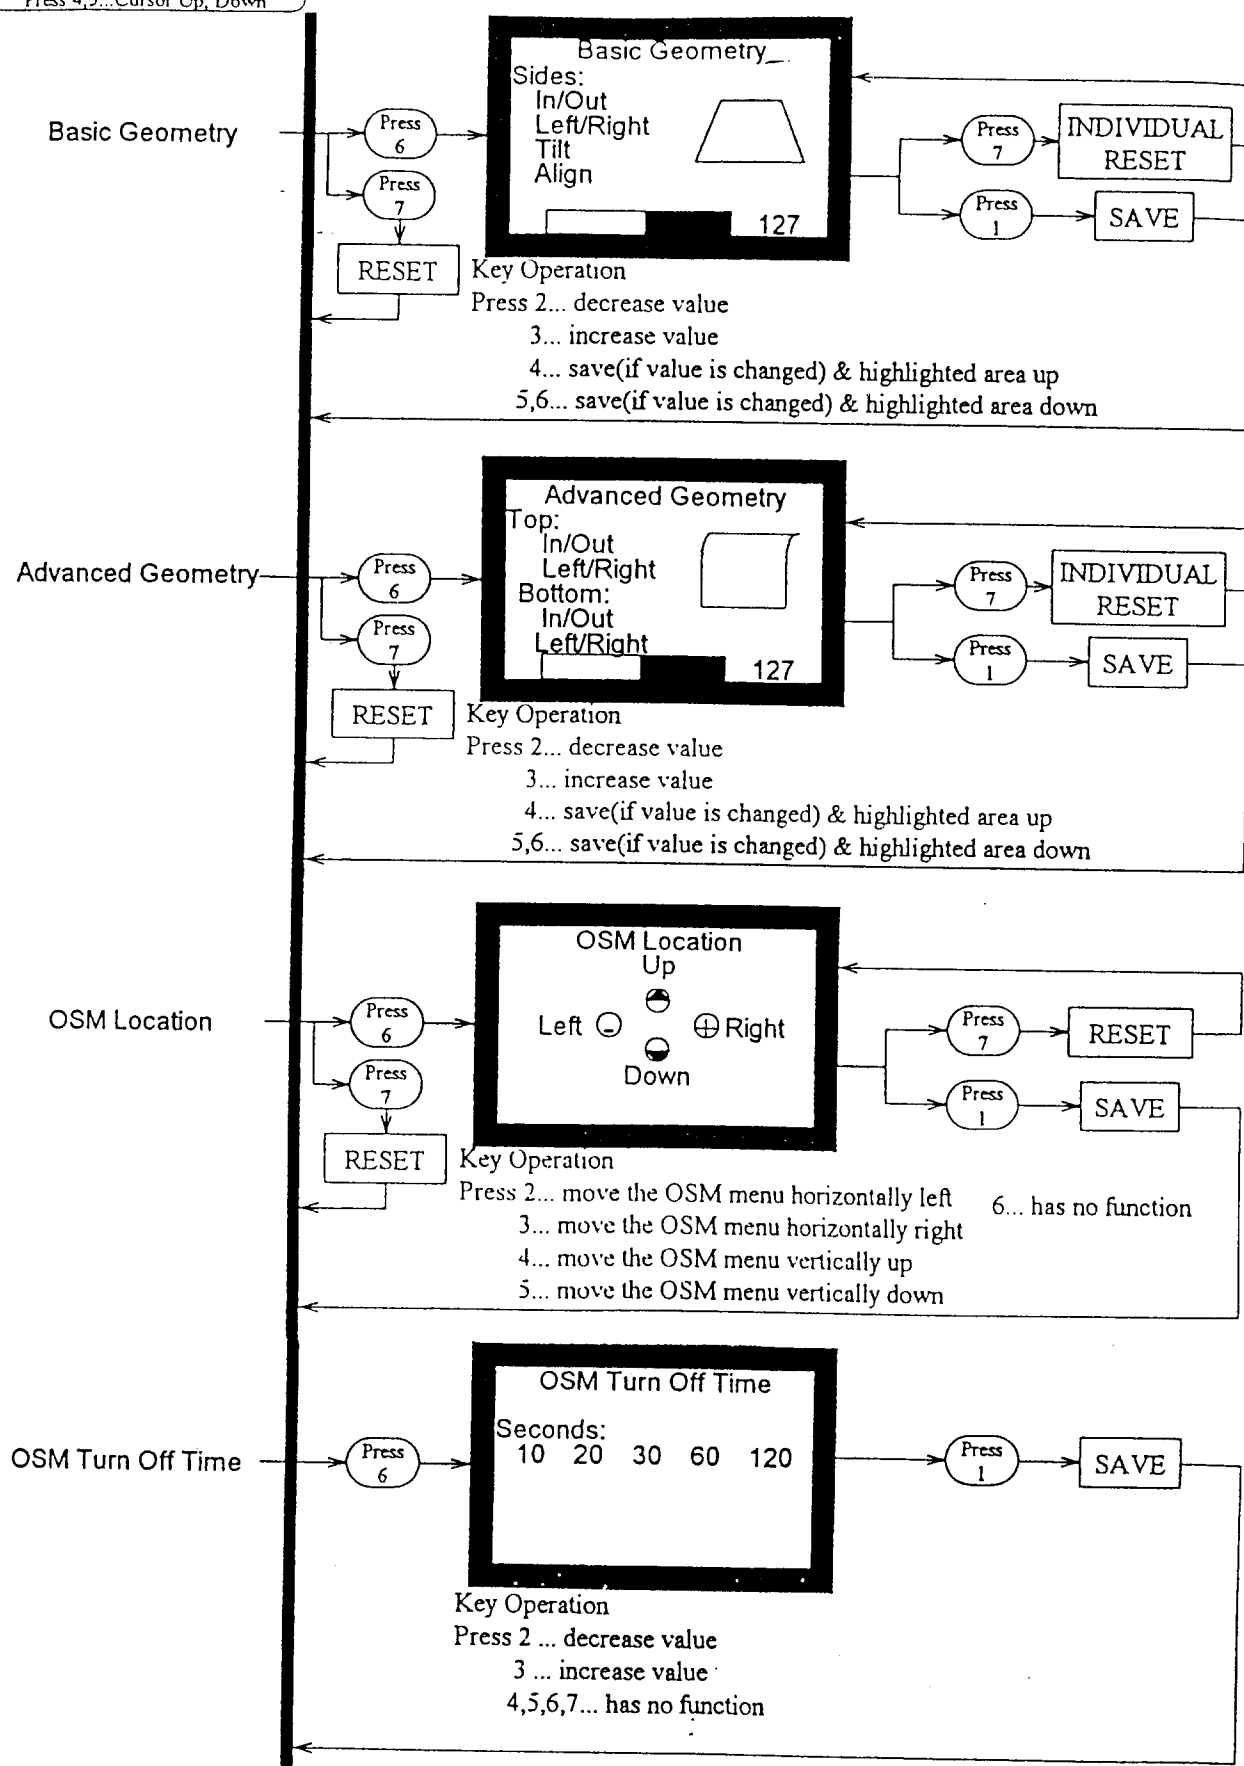 Press 4,5...Cursor Up, Down
Basic Geometry
Press
6
Press
7
RESET
Basic Geometry
Sides:
In/Out
Left/Right
Tilt
Align
127
Press
7
INDIVIDUAL
RESET
Press
1
SAVE
Key Operation
Press 2... decrease value
3... increase value
4... save(if value is changed) & highlighted area up
5,6... save(if value is changed) & highlighted area down
Advanced Geometry
Press
6
Press
7
RESET
Advanced Geometry
Top:
In/Out
Left/Right
Bottom:
In/Out
Left/Right
127
Press
7
INDIVIDUAL
RESET
Press
1
SAVE
Key Operation
Press 2... decrease value
3... increase value
4... save(if value is changed) & highlighted area up
5,6... save(if value is changed) & highlighted area down
OSM Location
Press
6
Press
7
RESET
OSM Location
Up
Left - + Right
Down
Press
7
RESET
Press
1
SAVE
Key Operation
Press 2... move the OSM menu horizontally left 6... has no function
3... move the OSM menu horizontally right
4... move the OSM menu vertically up
5... move the OSM menu vertically down
OSM Turn Off Time
Press
6
OSM Turn Off Time
Seconds:
10 20 30 60 120
Press
1
SAVE
Key Operation
Press 2 ... decrease value
3 ... increase value
4,5,6,7... has no function